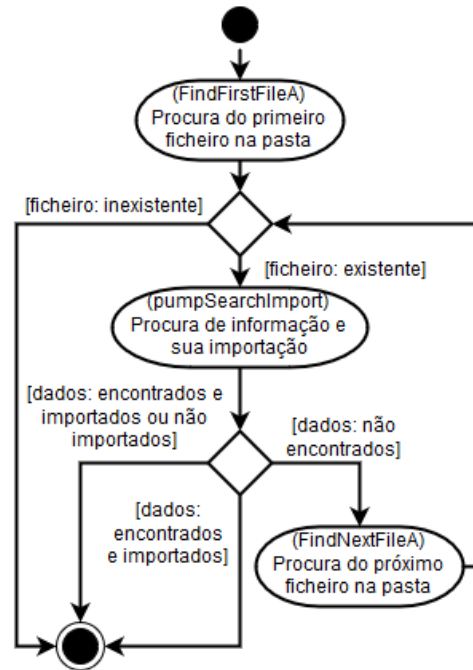 (FindFirstFileA)
Procura do primeiro
ficheiro na pasta
[ficheiro: inexistente]
[ficheiro: existente]
(pumpSearchImport)
Procura de informação e
sua importação
[dados: encontrados e
importados ou não
importados]
[dados: não
encontrados]
[dados:
encontrados
e importados]
(FindNextFileA)
Procura do próximo
ficheiro na pasta